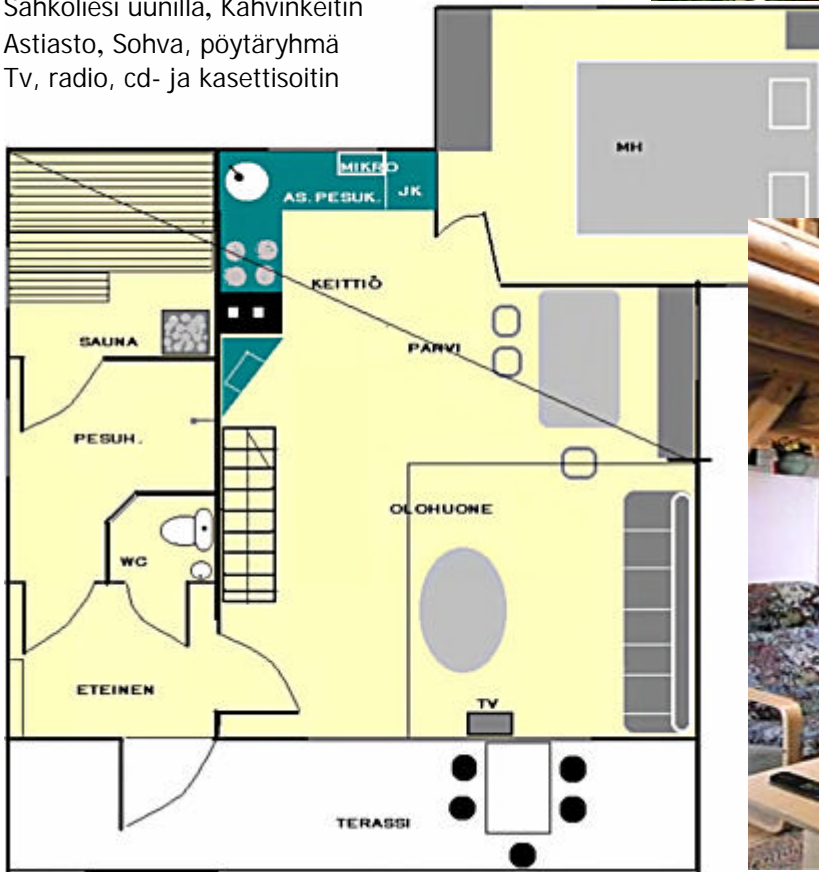 Sähköliesi uunilla, Kahvinkeitin
Astiasto, Sohva, pöytäryhmä
Tv, radio, cd- ja kasettisoitin
MH
MIKRO
AS. PESUK. JK
KEITTIÖ
SAUNA
PARVI
PESUH.
OLOHUONE
WC
ETEINEN
TV
TERASSI